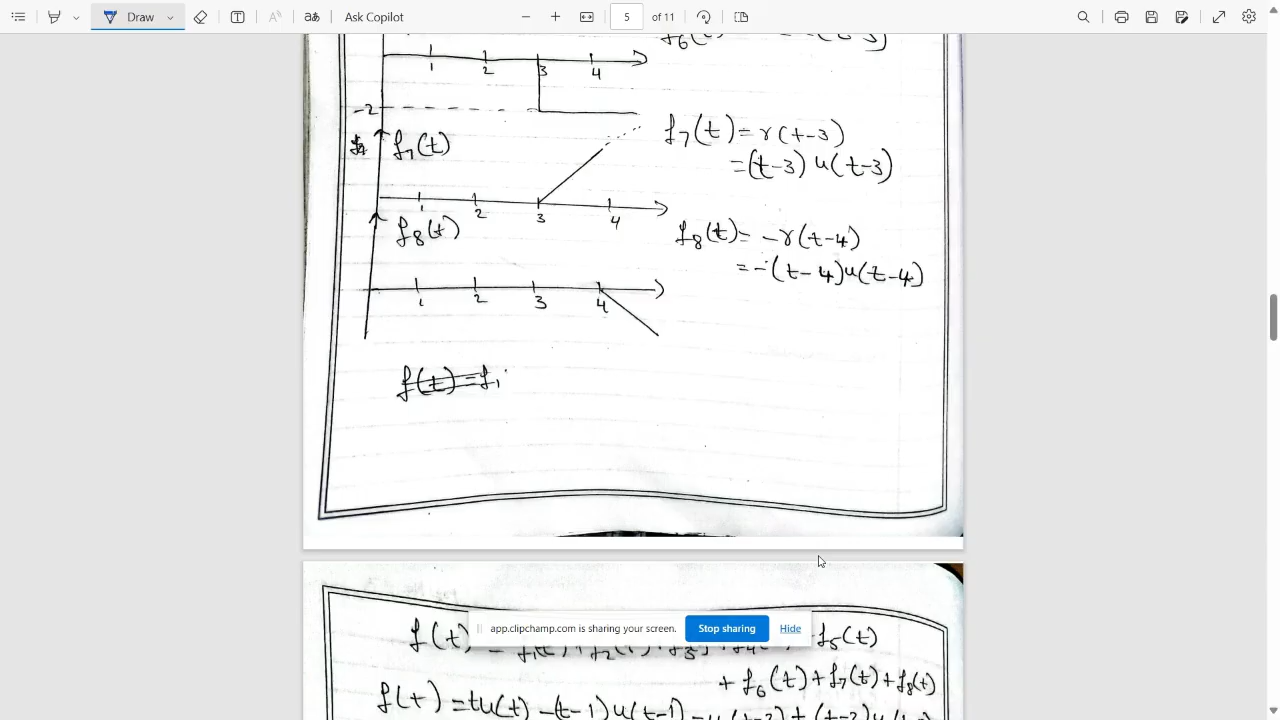 Draw
Ask Copilot
5 of 11
1 2 3 4
-2
f7(t)
f7(t) = r(t-3)
= (t-3) u(t-3)
1 2 3 4
f8(t)
f8(t) = -r(t-4)
= -(t-4)u(t-4)
1 2 3 4
f(t) = f1
app.clipchamp.com is sharing your screen. Stop sharing Hide
f(t) = f1(t) + f2(t) + f5(t)
+ f6(t) + f7(t) + f8(t)
f(t) = tu(t) - (t-1)u(t-1)